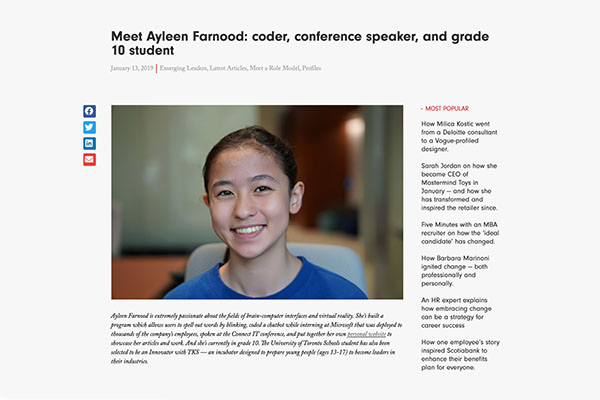 Meet Ayleen Farnood: coder, conference speaker, and grade
10 student
January 13, 2019 | Emerging Leaders, Latest Articles, Meet a Role Model, Profiles
Ayleen Farnood is extremely passionate about the fields of brain-computer interfaces and virtual reality. She's built
a program which allows users to spell out words by blinking, coded a chatbot while interning at Microsoft that was deployed to
thousands of the company's employees, spoken at the Connect IT conference, and put together her own personal website to
showcase her articles and work. And she's currently in grade 10. The University of Toronto Schools student has also been
selected to be an Innovator with TKS — an incubator designed to prepare young people (ages 13-17) to become leaders in
their industries.
- MOST POPULAR
How Milica Kostic went
from a Deloitte consultant
to a Vogue-profiled
designer.
Sarah Jordan on how she
became CEO of
Mastermind Toys in
January — and how she
has transformed and
inspired the retailer since.
Five Minutes with an MBA
recruiter on how the 'ideal
candidate' has changed.
How Barbara Marinoni
ignited change — both
professionally and
personally.
An HR expert explains
how embracing change
can be a strategy for
career success
How one employee's story
inspired Scotiabank to
enhance their benefits
plan for everyone.